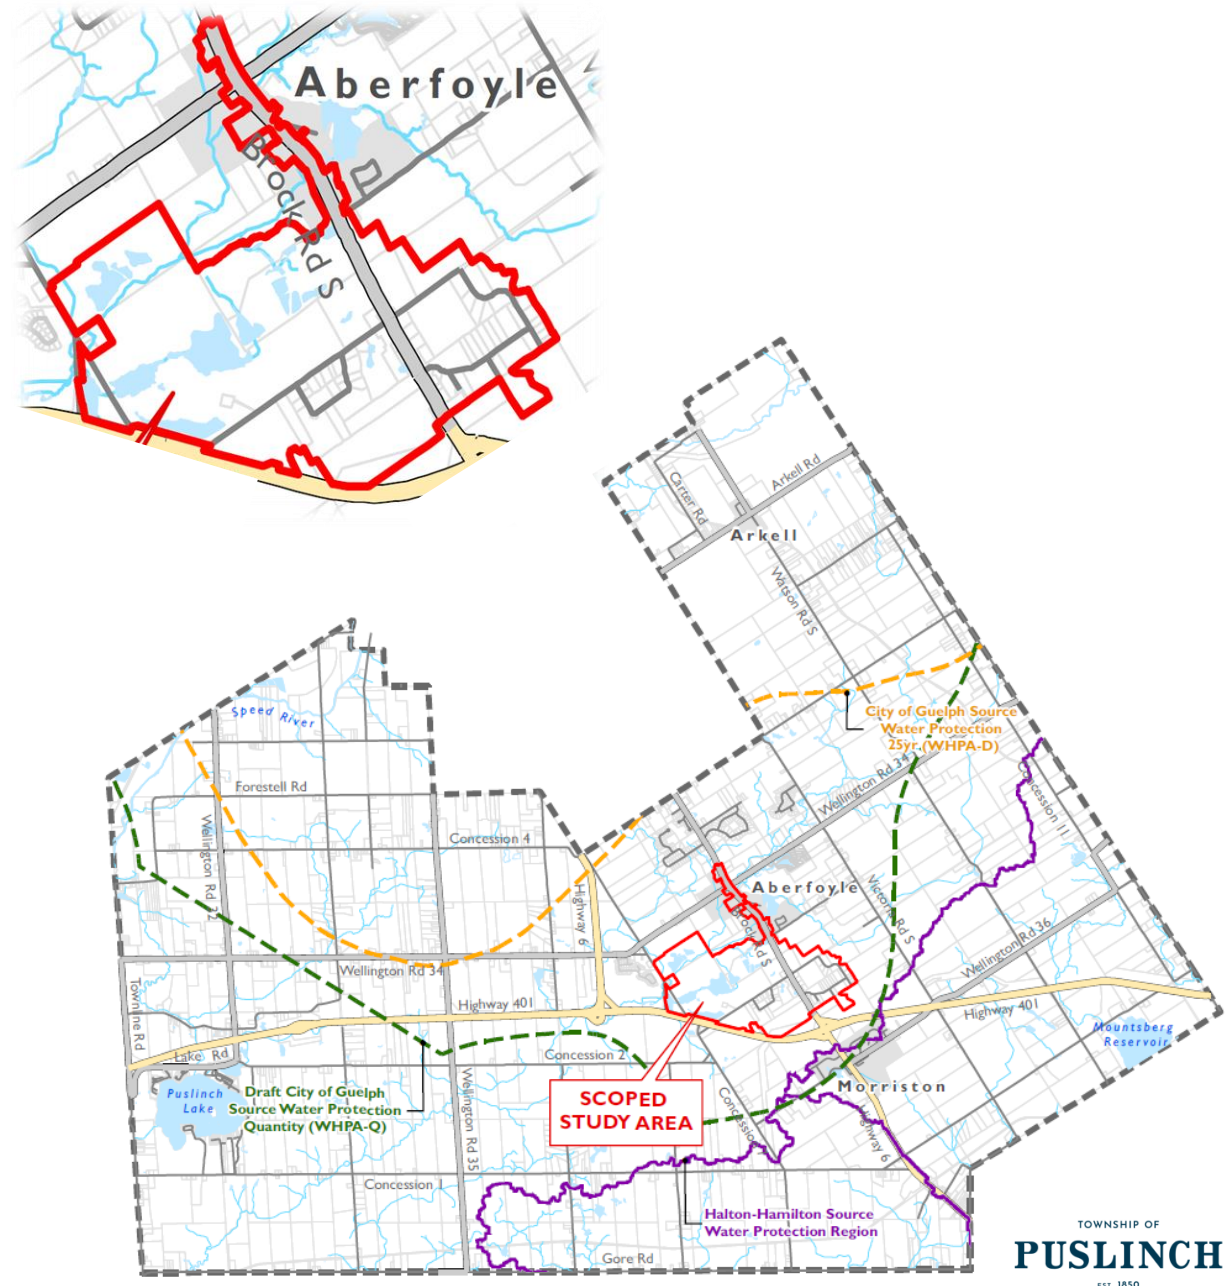 Aberfoyle
Brock Rd S
Arkell Rd
Carter Rd
Arkell
Watson Rd S
Speed River
City of Guelph Source
Water Protection
25yr (WHPA-D)
Wellington Rd 34
Concession 11
Forestell Rd
Wellington Rd 32
Concession 4
Highway 6
Aberfoyle
Brock Rd S
Victoria Rd S
Wellington Rd 36
Wellington Rd 34
Townline Rd
Highway 401
Highway 401
Mountsberg
Reservoir
Lake Rd
Concession 2
Puslinch
Lake
Draft City of Guelph
Source Water Protection
Quantity (WHPA-Q)
Wellington Rd 35
SCOPED
STUDY AREA
Morriston
Highway 6
Concession 1
Halton-Hamilton Source
Water Protection Region
Gore Rd
TOWNSHIP OF
PUSLINCH
EST. 1850